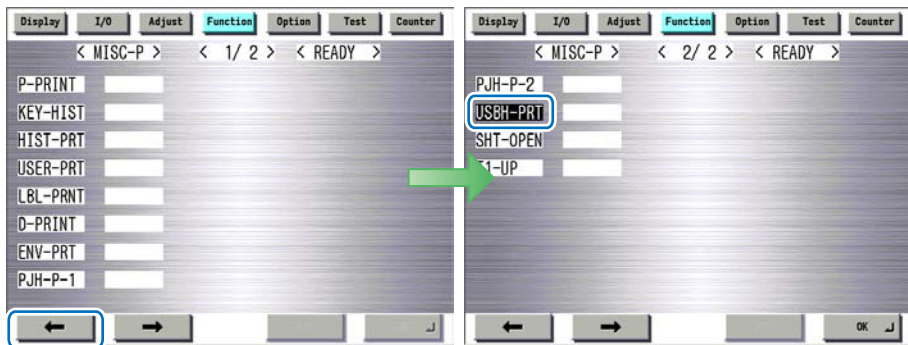 Display I/O Adjust Function Option Test Counter
< MISC-P > < 1/ 2 > < READY >
P-PRINT
KEY-HIST
HIST-PRT
USER-PRT
LBL-PRNT
D-PRINT
ENV-PRT
PJH-P-1
← →
Display I/O Adjust Function Option Test Counter
< MISC-P > < 2/ 2 > < READY >
PJH-P-2
USBH-PRT
SHT-OPEN
1-UP
← → OK